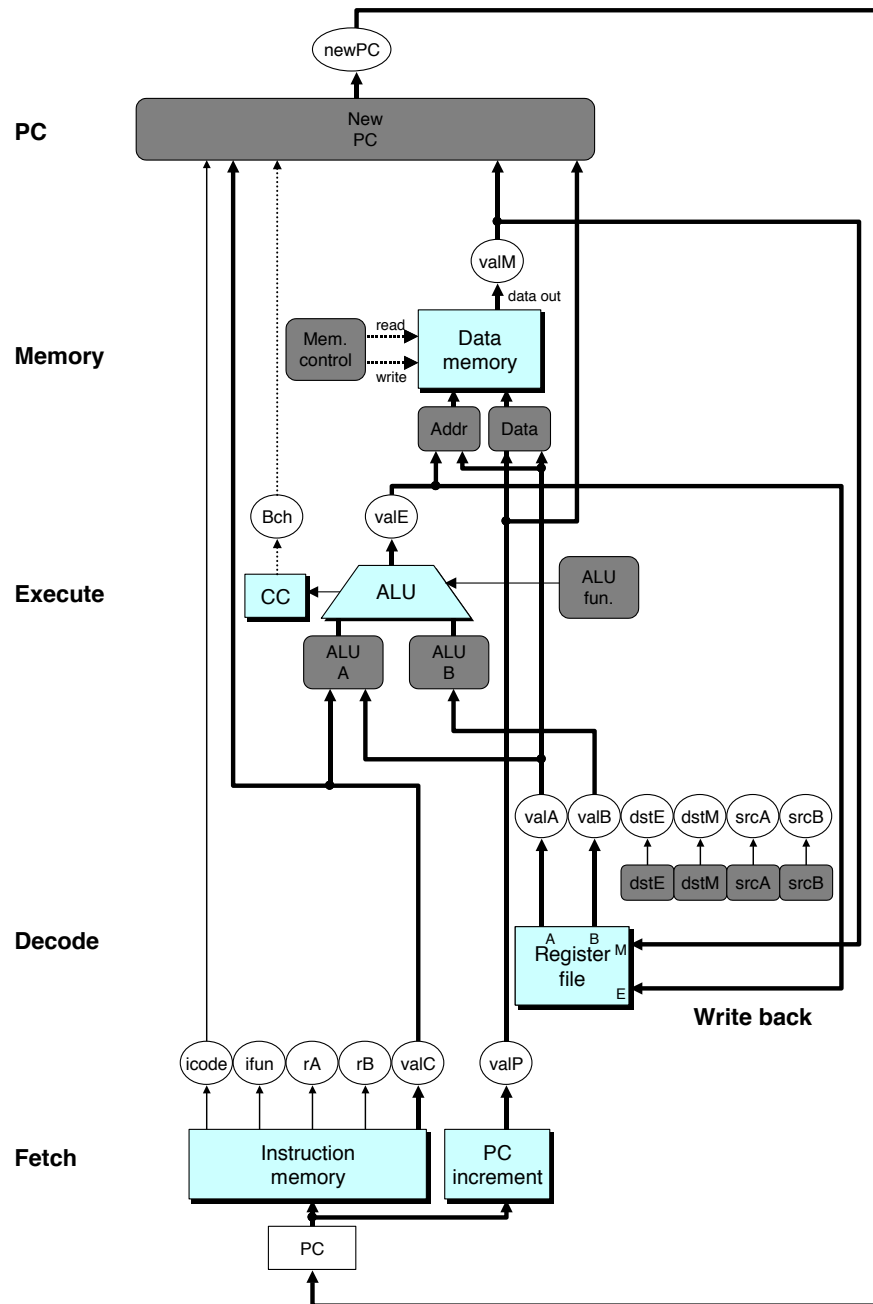 newPC
PC
New
PC
valM
data out
Memory
Mem.
control
read
write
Data
memory
Addr
Data
Bch
valE
Execute
CC
ALU
ALU
fun.
ALU
A
ALU
B
valA
valB
dstE
dstM
srcA
srcB
dstE
dstM
srcA
srcB
Decode
A
B
M
Register
file
E
Write back
icode
ifun
rA
rB
valC
valP
Fetch
Instruction
memory
PC
increment
PC